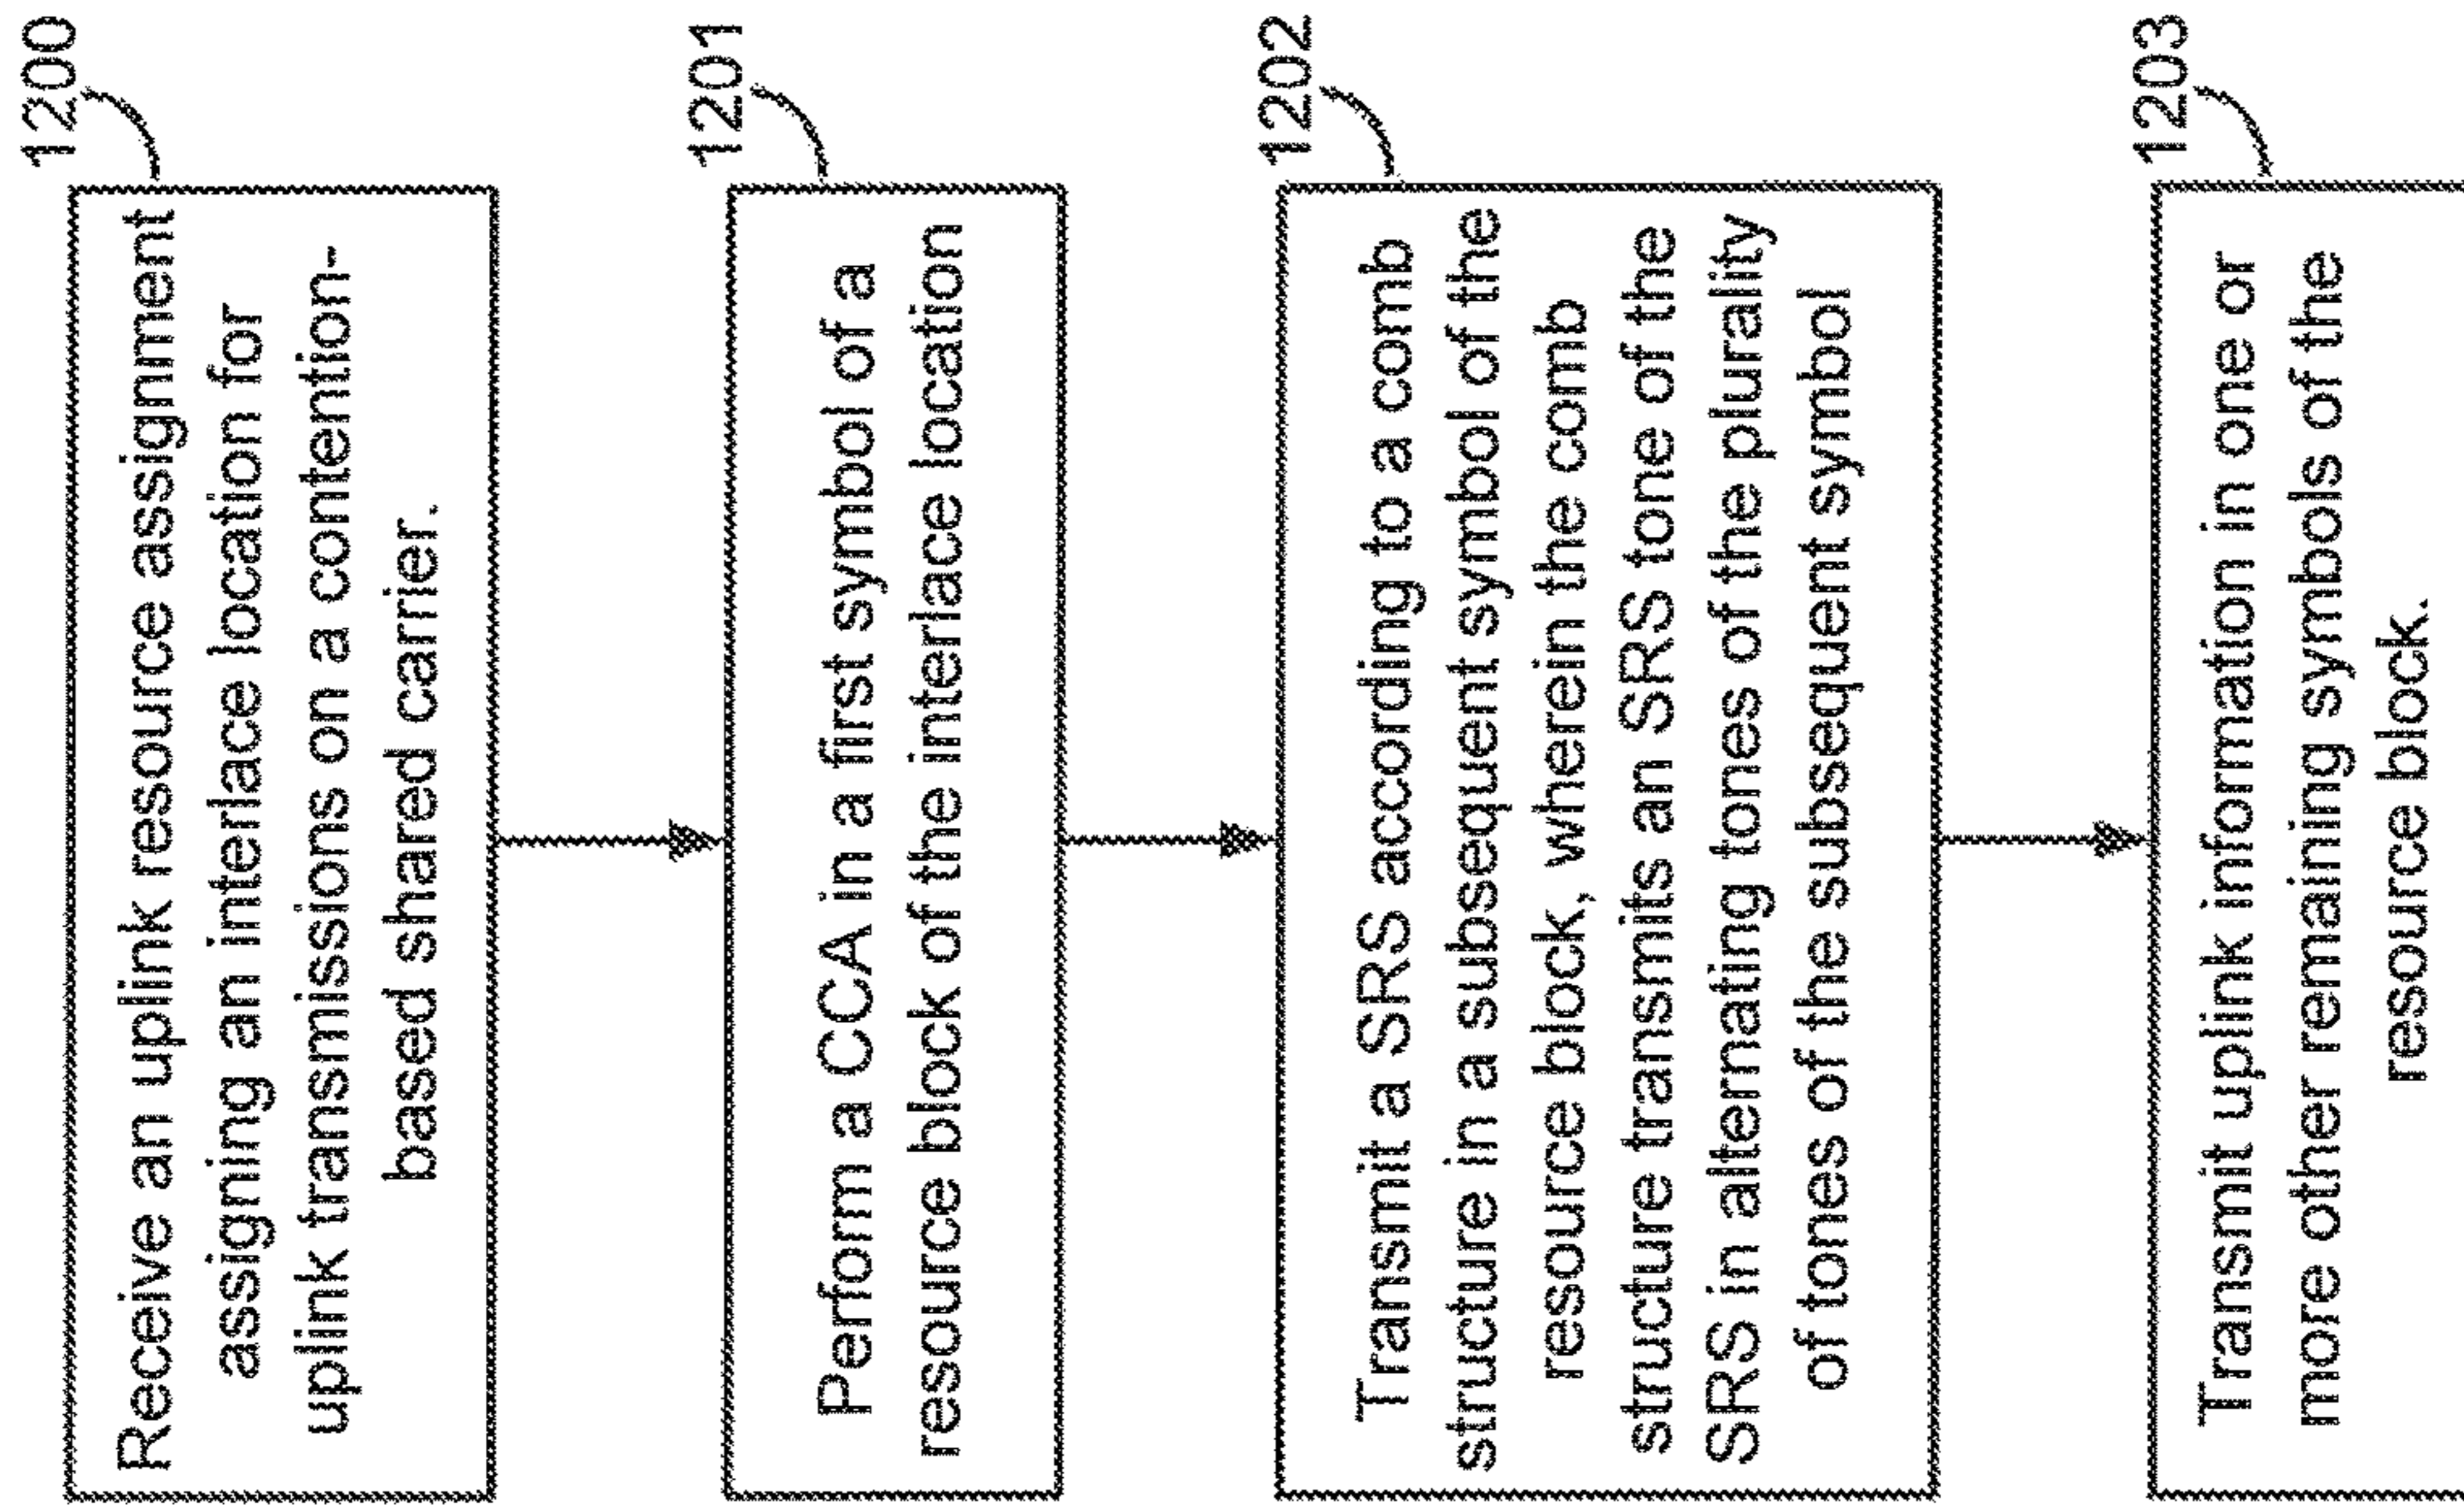 1200
Receive an uplink resource assignment
assigning an interlace location for
uplink transmissions on a contention-
based shared carrier.
1201
Perform a CCA in a first symbol of a
resource block of the interlace location
1202
Transmit a SRS according to a comb
structure in a subsequent symbol of the
resource block, wherein the comb
structure transmits an SRS tone of the
SRS in alternating tones of the plurality
of tones of the subsequent symbol
1203
Transmit uplink information in one or
more other remaining symbols of the
resource block.